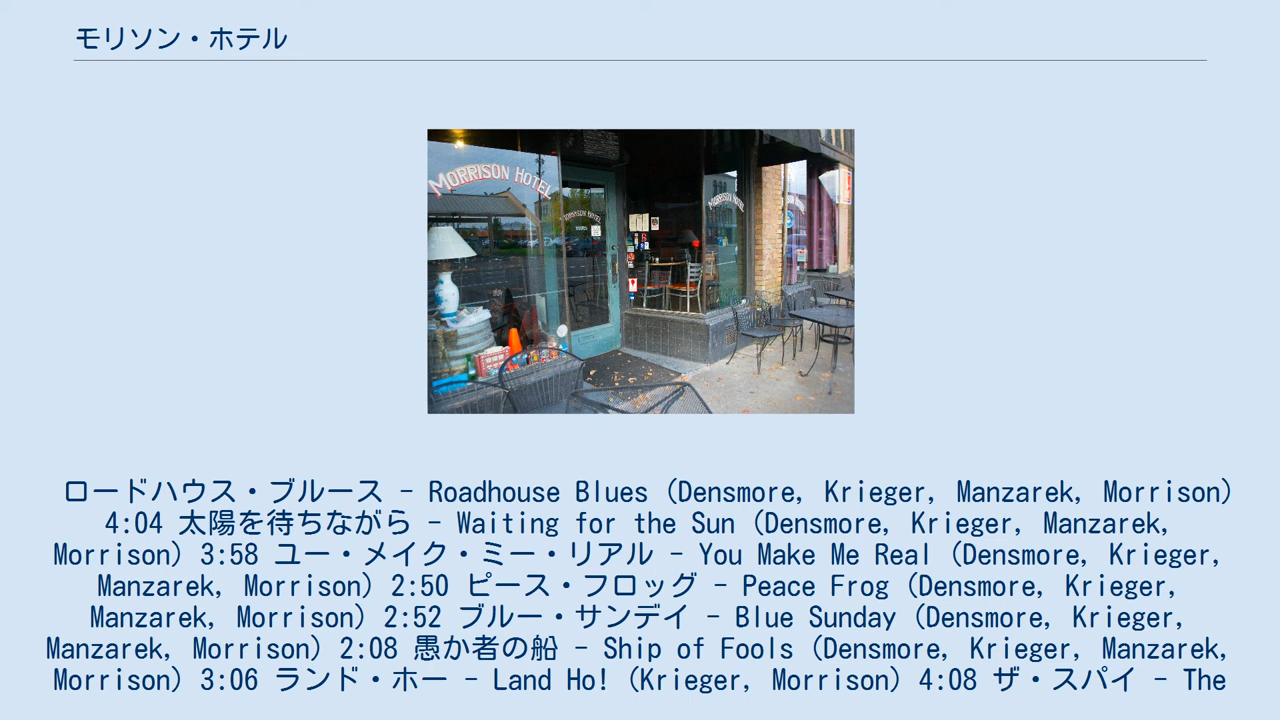 モリソン・ホテル
MORRISON HOTEL
MORRISON HOTEL
MORRISON HOTEL
ロードハウス・ブルース － Roadhouse Blues (Densmore, Krieger, Manzarek, Morrison)
4:04 太陽を待ちながら － Waiting for the Sun (Densmore, Krieger, Manzarek,
Morrison) 3:58 ユー・メイク・ミー・リアル － You Make Me Real (Densmore, Krieger,
Manzarek, Morrison) 2:50 ピース・フロッグ － Peace Frog (Densmore, Krieger,
Manzarek, Morrison) 2:52 ブルー・サンデイ － Blue Sunday (Densmore, Krieger,
Manzarek, Morrison) 2:08 愚か者の船 － Ship of Fools (Densmore, Krieger, Manzarek,
Morrison) 3:06 ランド・ホー － Land Ho! (Krieger, Morrison) 4:08 ザ・スパイ － The